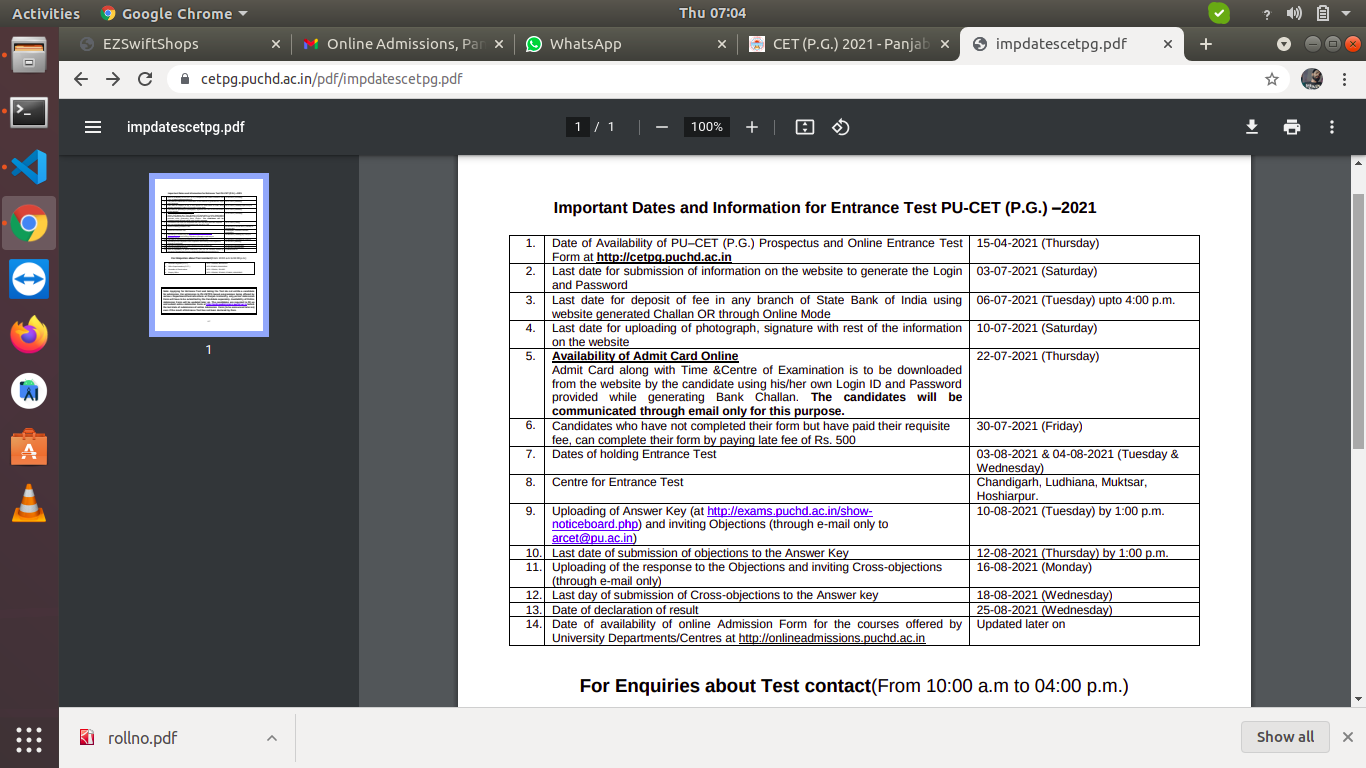 Activities
Google Chrome
Thu 07:04
?
EZSwiftShops
Online Admissions, Pan
WhatsApp
CET (P.G.) 2021 - Panjab
impdatescetpg.pdf
cetpg.puchd.ac.in/pdf/impdatescetpg.pdf
impdatescetpg.pdf
1 / 1
100%
1
Important Dates and Information for Entrance Test PU-CET (P.G.) –2021
1. Date of Availability of PU–CET (P.G.) Prospectus and Online Entrance Test 15-04-2021 (Thursday)
Form at http://cetpg.puchd.ac.in
2. Last date for submission of information on the website to generate the Login 03-07-2021 (Saturday)
and Password
3. Last date for deposit of fee in any branch of State Bank of India using 06-07-2021 (Tuesday) upto 4:00 p.m.
website generated Challan OR through Online Mode
4. Last date for uploading of photograph, signature with rest of the information 10-07-2021 (Saturday)
on the website
5. Availability of Admit Card Online 22-07-2021 (Thursday)
Admit Card along with Time &Centre of Examination is to be downloaded
from the website by the candidate using his/her own Login ID and Password
provided while generating Bank Challan. The candidates will be
communicated through email only for this purpose.
6. Candidates who have not completed their form but have paid their requisite 30-07-2021 (Friday)
fee, can complete their form by paying late fee of Rs. 500
7. Dates of holding Entrance Test 03-08-2021 & 04-08-2021 (Tuesday &
Wednesday)
8. Centre for Entrance Test Chandigarh, Ludhiana, Muktsar,
Hoshiarpur.
9. Uploading of Answer Key (at http://exams.puchd.ac.in/show- 10-08-2021 (Tuesday) by 1:00 p.m.
noticeboard.php) and inviting Objections (through e-mail only to
arcet@pu.ac.in)
10. Last date of submission of objections to the Answer Key 12-08-2021 (Thursday) by 1:00 p.m.
11. Uploading of the response to the Objections and inviting Cross-objections 16-08-2021 (Monday)
(through e-mail only)
12. Last day of submission of Cross-objections to the Answer key 18-08-2021 (Wednesday)
13. Date of declaration of result 25-08-2021 (Wednesday)
14. Date of availability of online Admission Form for the courses offered by Updated later on
University Departments/Centres at http://onlineadmissions.puchd.ac.in
For Enquiries about Test contact(From 10:00 a.m to 04:00 p.m.)
rollno.pdf
Show all